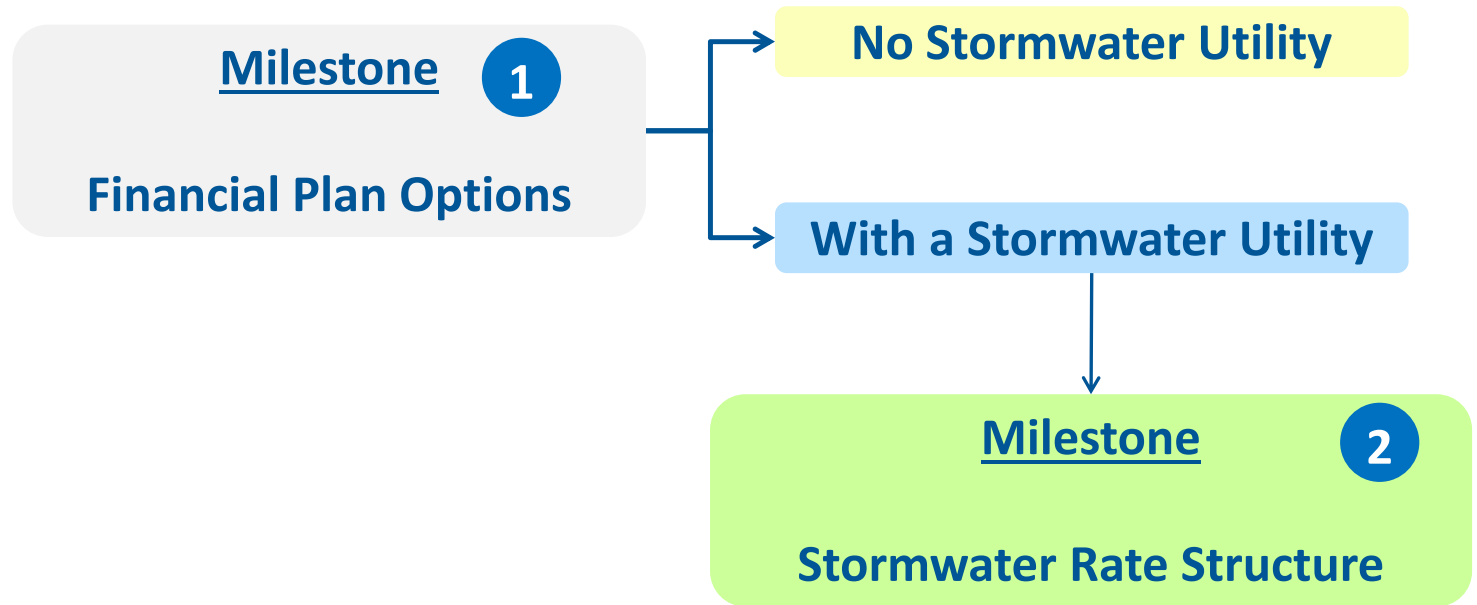 Milestone 1
Financial Plan Options
No Stormwater Utility
With a Stormwater Utility
Milestone 2
Stormwater Rate Structure